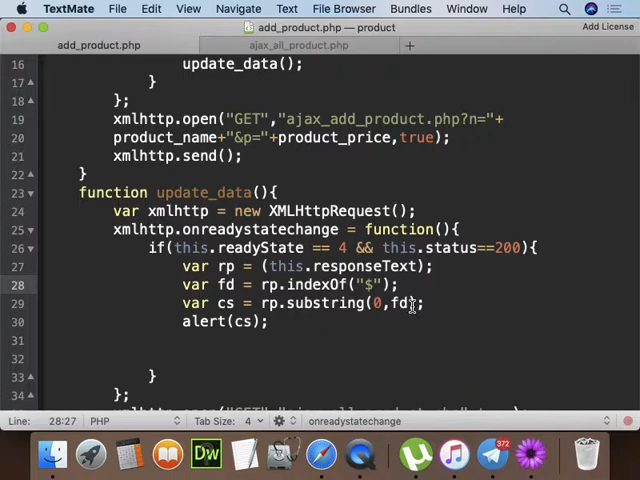 TextMate File Edit View Navigate Text File Browser Bundles Window
add_product.php — product Add License
add_product.php ajax_all_product.php +
16 update_data();
17 }
18 };
19 xmlhttp.open("GET","ajax_add_product.php?n="+
20 product_name+"&p="+product_price,true);
21 xmlhttp.send();
22 }
23 function update_data(){
24 var xmlhttp = new XMLHttpRequest();
25 xmlhttp.onreadystatechange = function(){
26 if(this.readyState == 4 && this.status==200){
27 var rp = (this.responseText);
28 var fd = rp.indexOf("$");
29 var cs = rp.substring(0,fd);
30 alert(cs);
31
32
33 }
34 };
Line: 28:27 PHP Tab Size: 4 onreadystatechange
Dw 372